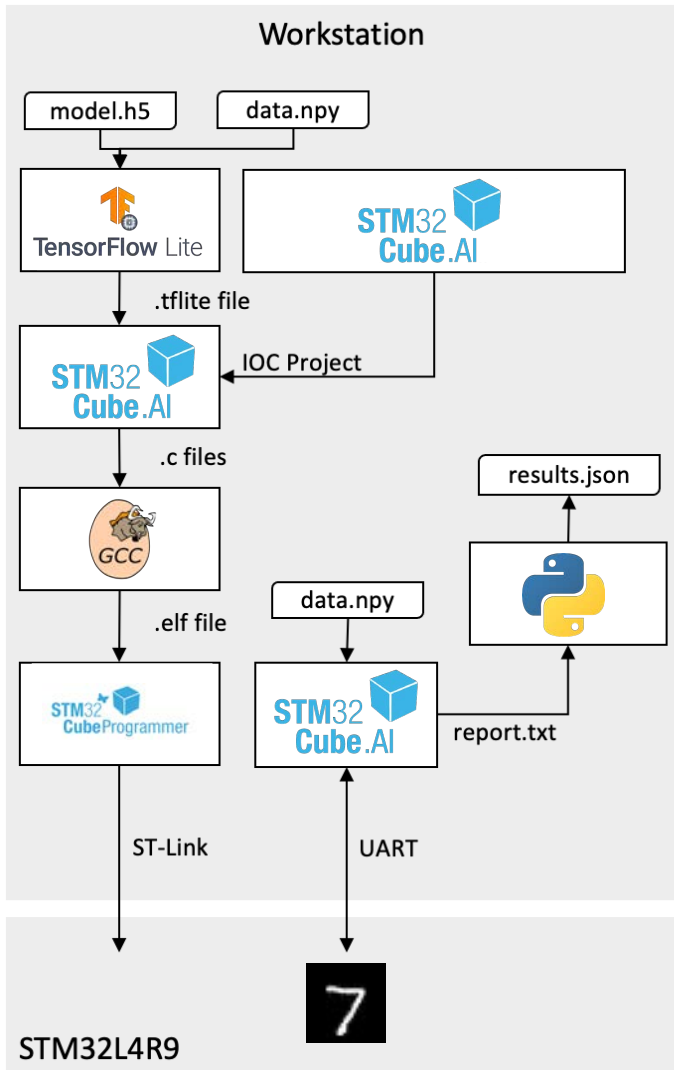 Workstation
model.h5
data.npy
TensorFlow Lite
STM32
Cube.AI
.tflite file
STM32
Cube.AI
IOC Project
.c files
results.json
GCC
data.npy
.elf file
STM32
CubeProgrammer
STM32
Cube.AI
report.txt
ST-Link
UART
7
STM32L4R9